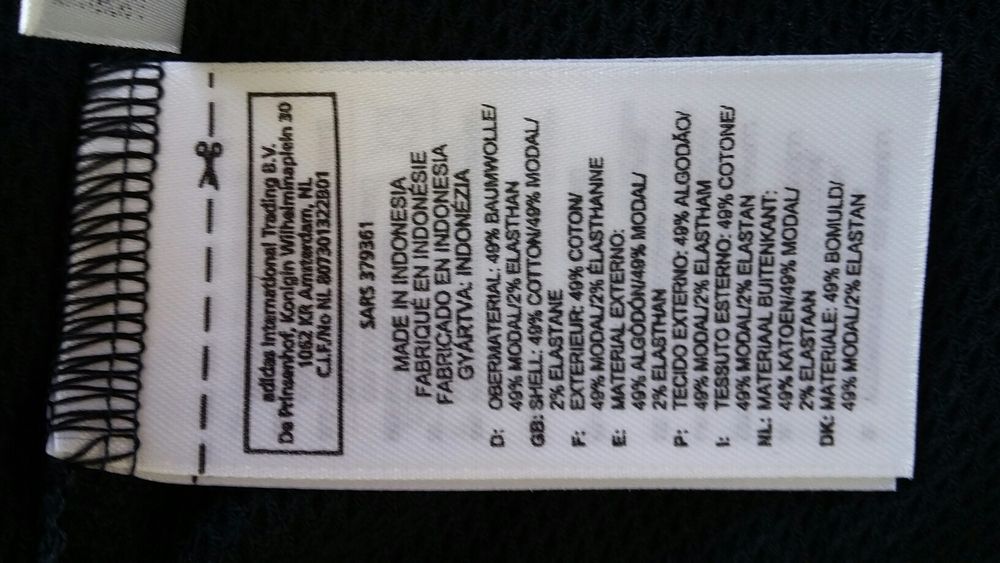 adidas International Trading B.V.
De Prinsenhof, Konigin Wilhelminaplein 30
1062 KR Amsterdam, NL
C.I.F/No NL 807301322B01
SARS 379361
MADE IN INDONESIA
FABRIQUÉ EN INDONÉSIE
FABRICADO EN INDONESIA
GYÁRTVA: INDONÉZIA
D: OBERMATERIAL: 49% BAUMWOLLE/
49% MODAL/2% ELASTHAN
GB: SHELL: 49% COTTON/49% MODAL/
2% ELASTANE
F: EXTERIEUR: 49% COTON/
49% MODAL/2% ÉLASTHANNE
E: MATERIAL EXTERNO:
49% ALGÓDÓN/49% MODAL/
2% ELASTHAN
P: TECIDO EXTERNO: 49% ALGODÃO/
49% MODAL/2% ELASTHAM
I: TESSUTO ESTERNO: 49% COTONE/
49% MODAL/2% ELASTAN
NL: MATERIAAL BUITENKANT:
49% KATOEN/49% MODAL/
2% ELASTAAN
DK: MATERIALE: 49% BOMULD/
49% MODAL/2% ELASTAN